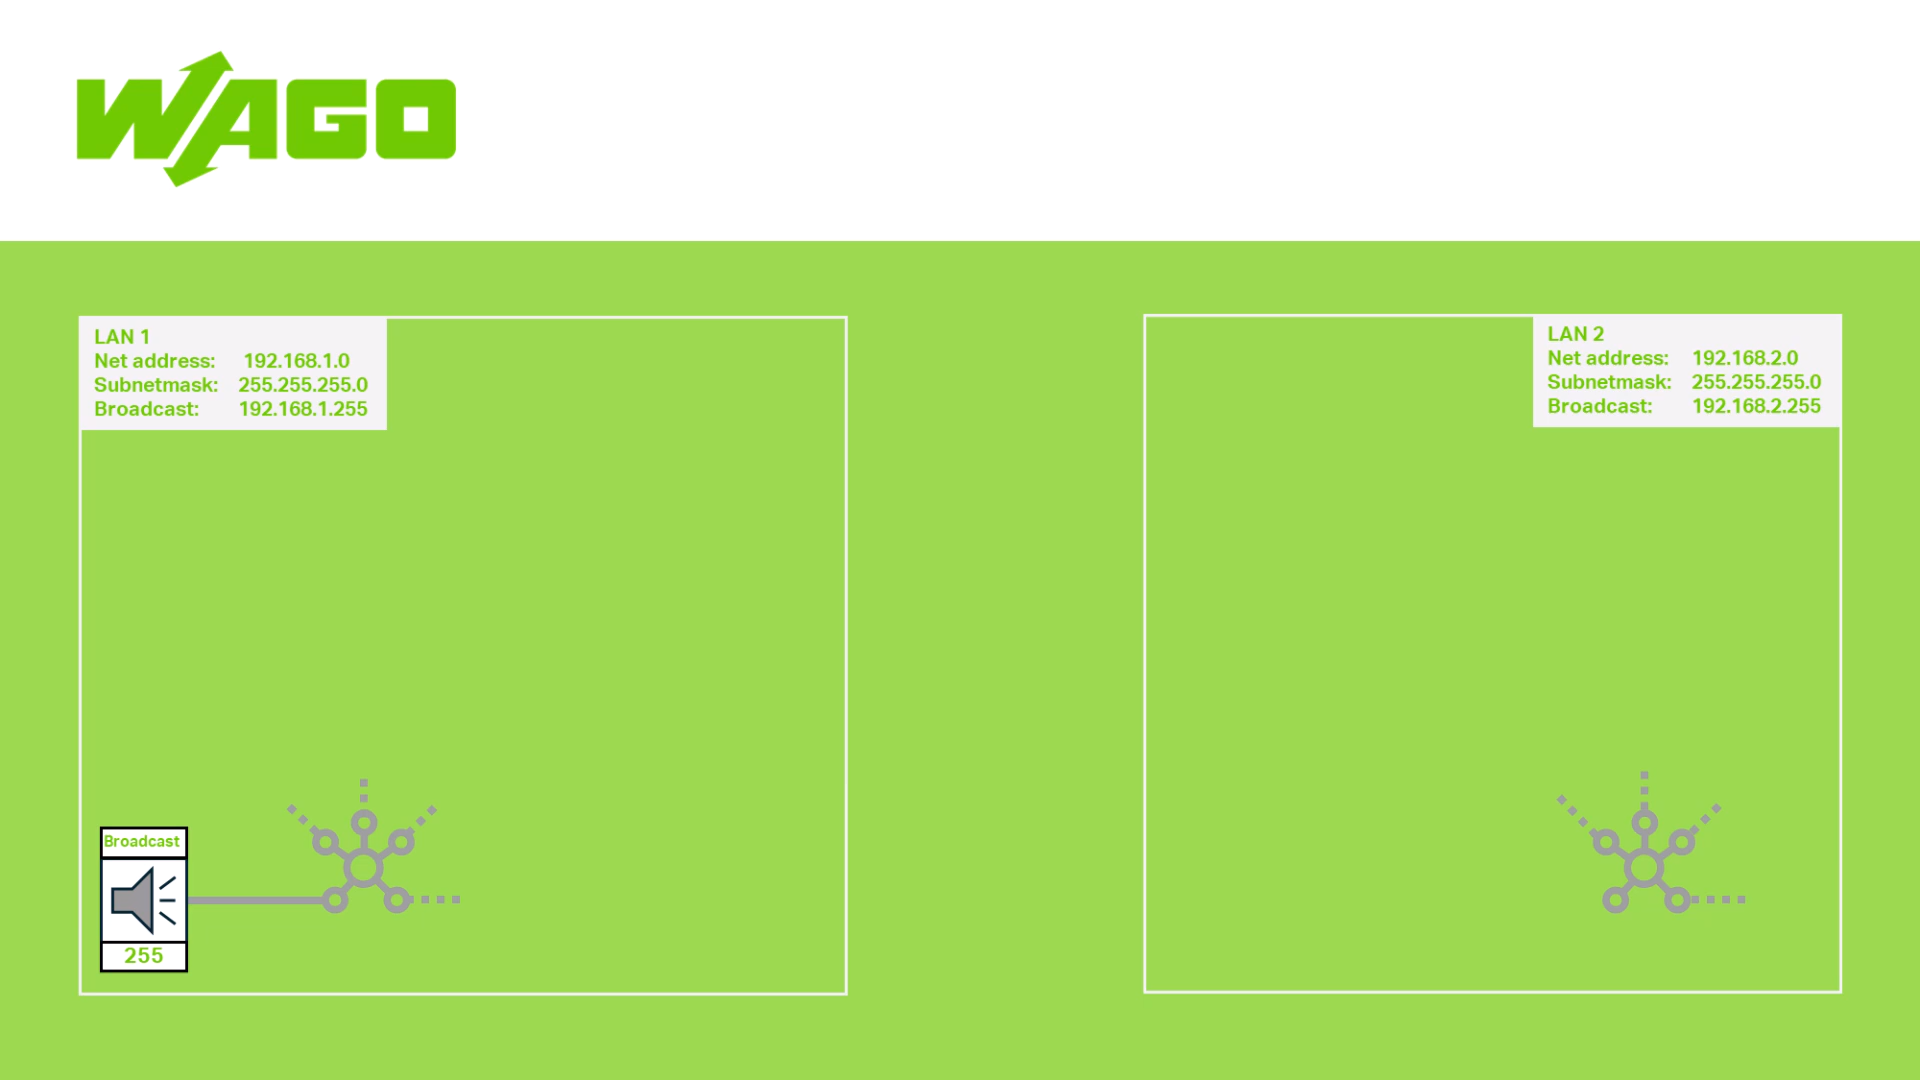 WAGO
LAN 1
Net address: 192.168.1.0
Subnetmask: 255.255.255.0
Broadcast: 192.168.1.255
LAN 2
Net address: 192.168.2.0
Subnetmask: 255.255.255.0
Broadcast: 192.168.2.255
Broadcast
255